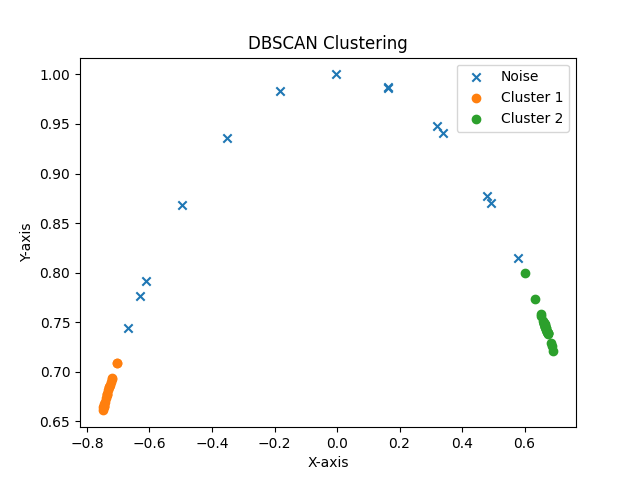 DBSCAN Clustering
Noise
Cluster 1
Cluster 2
1.00
0.95
0.90
0.85
0.80
0.75
0.70
0.65
Y-axis
−0.8 −0.6 −0.4 −0.2 0.0 0.2 0.4 0.6
X-axis